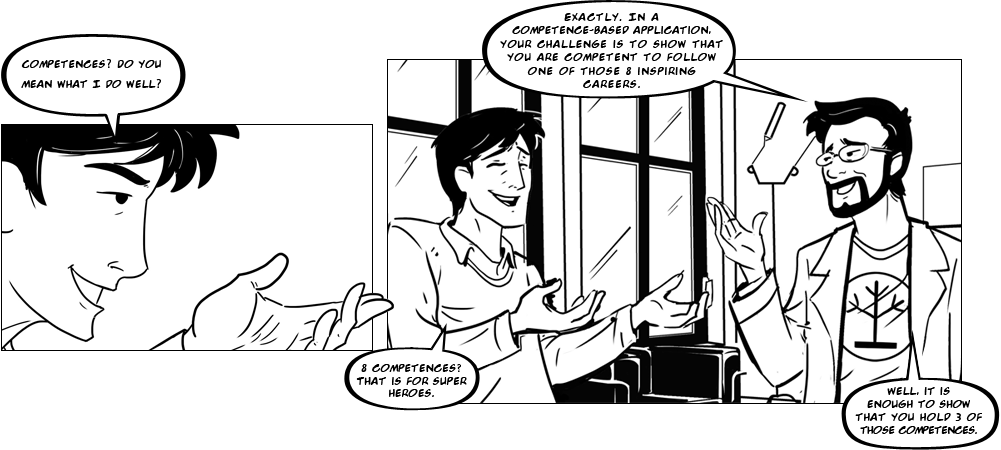 COMPETENCES? DO YOU
MEAN WHAT I DO WELL?
EXACTLY. IN A
COMPETENCE-BASED APPLICATION,
YOUR CHALLENGE IS TO SHOW THAT
YOU ARE COMPETENT TO FOLLOW
ONE OF THOSE 8 INSPIRING
CAREERS.
8 COMPETENCES?
THAT IS FOR SUPER
HEROES.
WELL, IT IS
ENOUGH TO SHOW
THAT YOU HOLD 3 OF
THOSE COMPETENCES.